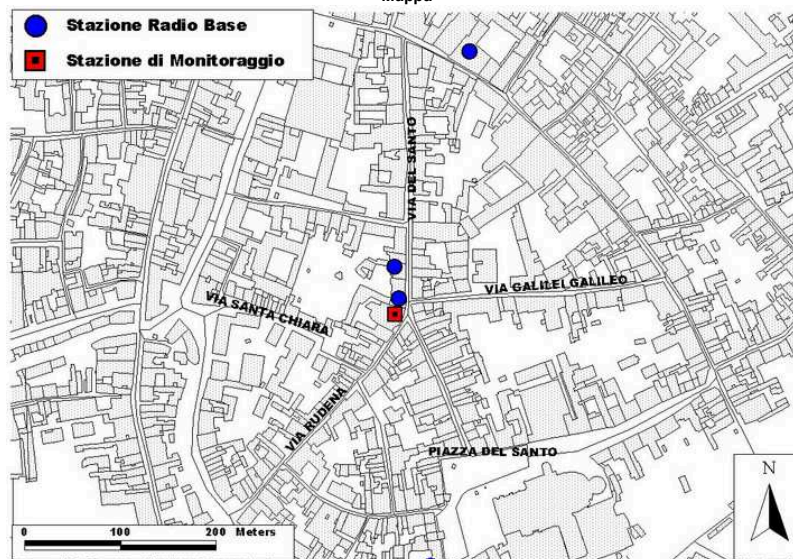 Mappa
Stazione Radio Base
Stazione di Monitoraggio
VIA DEL SANTO
VIA GALILEI GALILEO
VIA SANTA CHIARA
VIA RUDENA
PIAZZA DEL SANTO
N
0 100 200 Meters